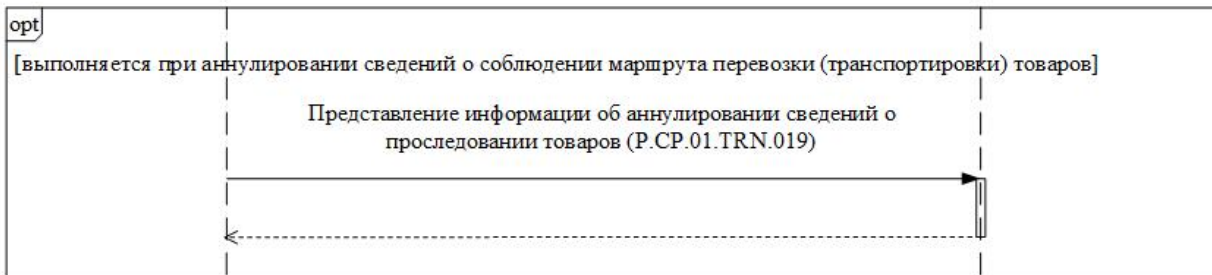 opt
[выполняется при аннулировании сведений о соблюдении маршрута перевозки (транспортировки) товаров]
Представление информации об аннулировании сведений о
проследовании товаров (P.CP.01.TRN.019)